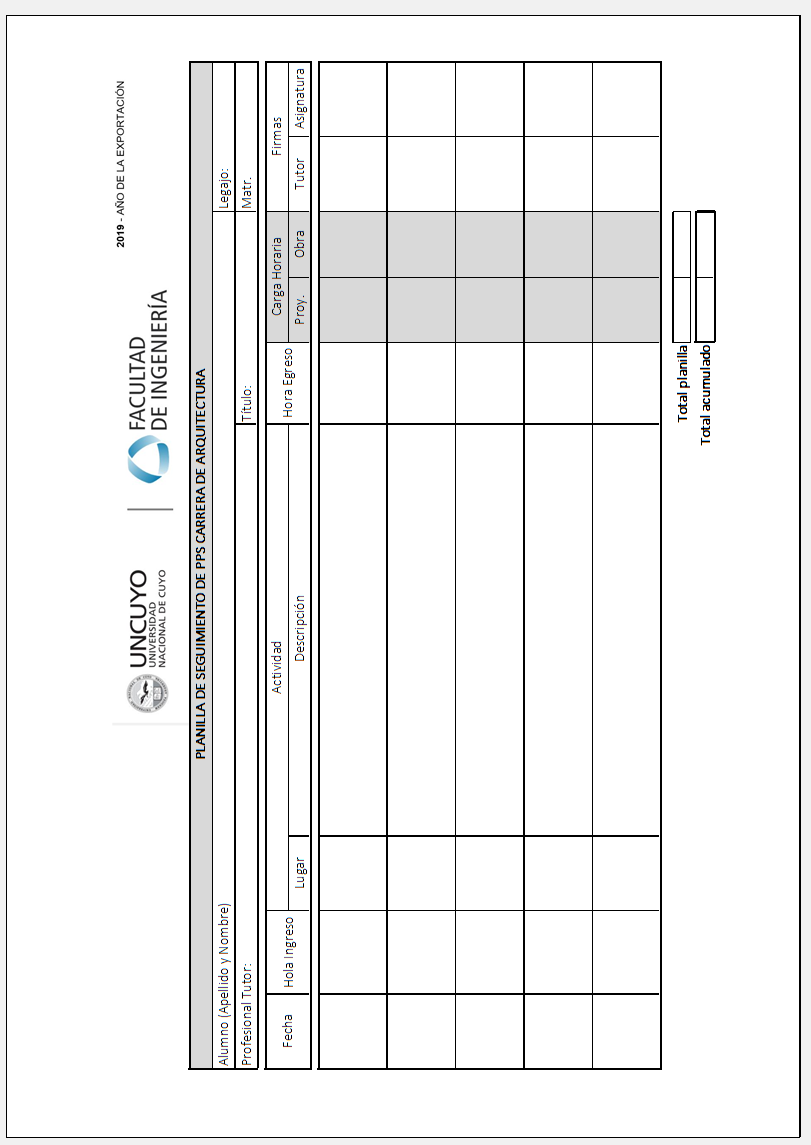 2019 - AÑO DE LA EXPORTACIÓN
UNCUYO
UNIVERSIDAD
NACIONAL DE CUYO
FACULTAD
DE INGENIERÍA
PLANILLA DE SEGUIMIENTO DE PPS CARRERA DE ARQUITECTURA
Alumno (Apellido y Nombre) Legajo:
Profesional Tutor: Título: Matr.
Fecha Hola Ingreso Actividad Hora Egreso Carga Horaria Firmas
Lugar Descripción Proy. Obra Tutor Asignatura
Total planilla
Total acumulado